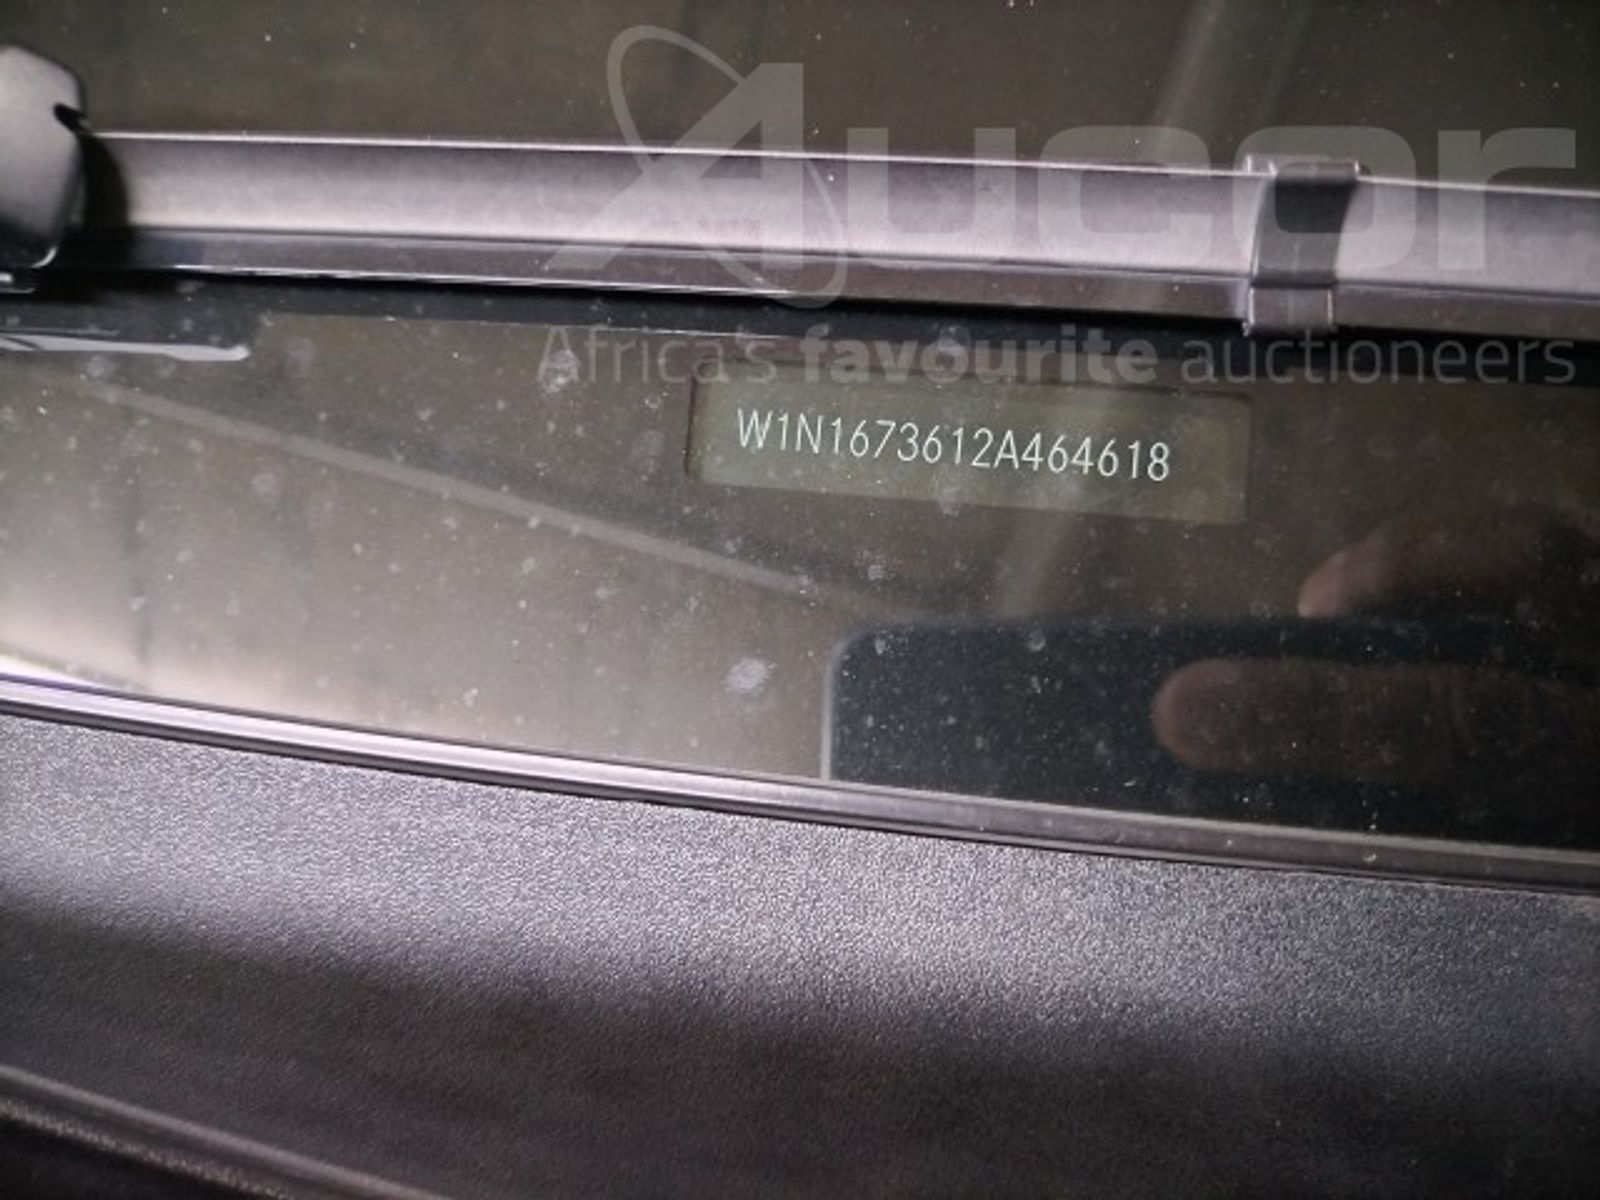 Aucor
Africa's favourite auctioneers
W1N1673612A464618